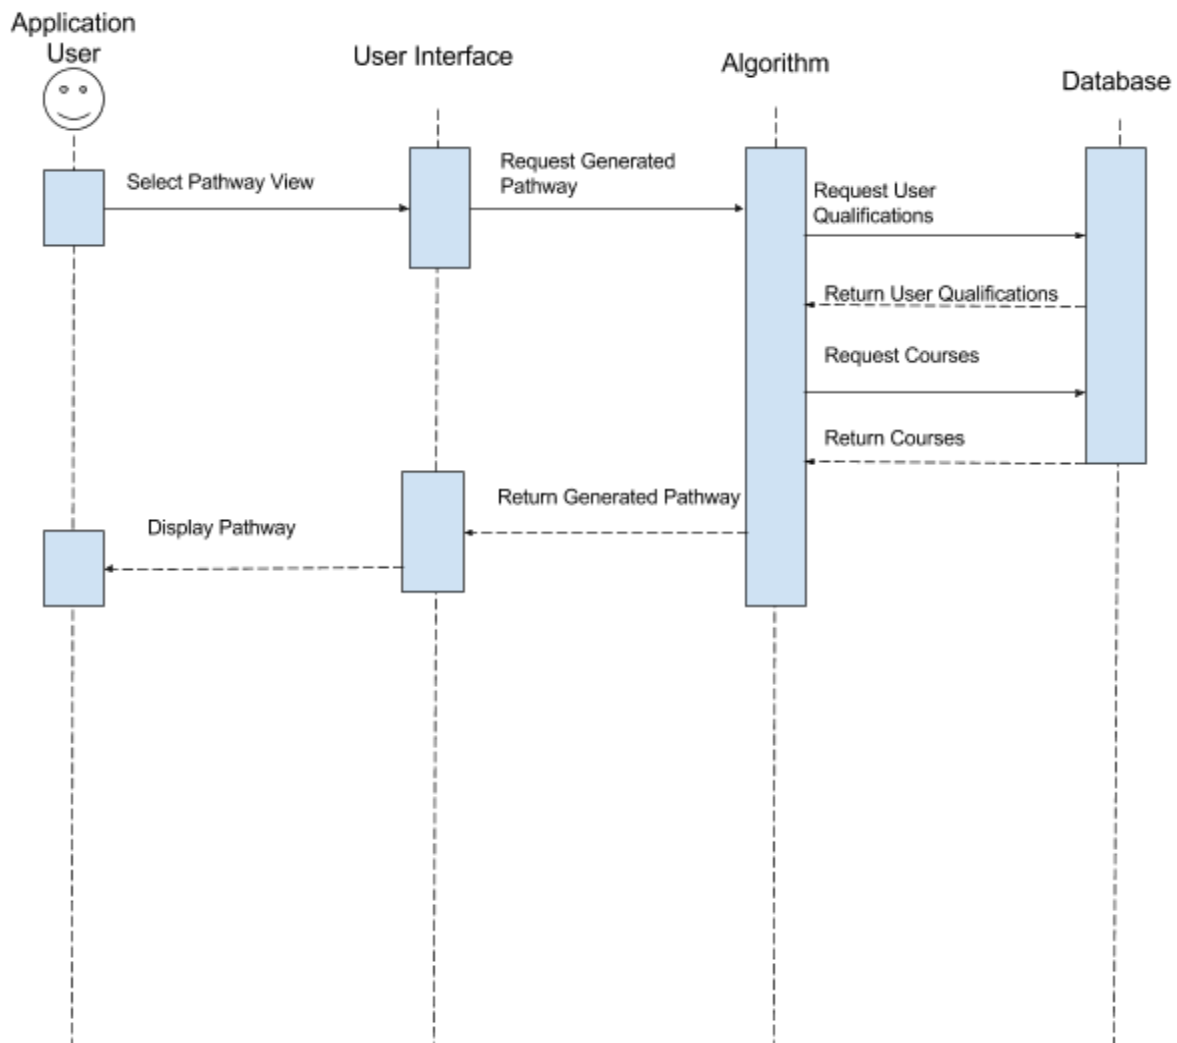 Application
User
User Interface
Algorithm
Database
Select Pathway View
Request Generated
Pathway
Request User
Qualifications
Return User Qualifications
Request Courses
Return Courses
Return Generated Pathway
Display Pathway